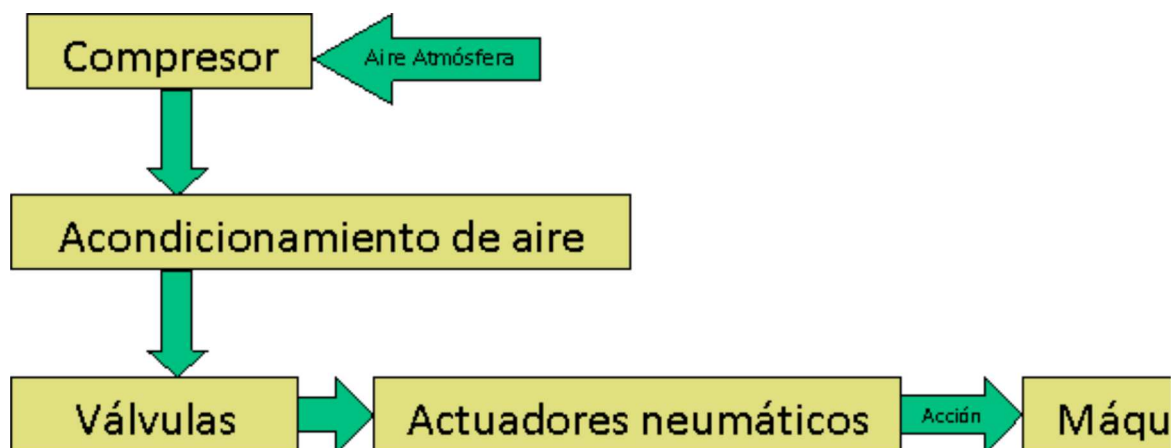 Compresor
Aire Atmósfera
Acondicionamiento de aire
Válvulas
Actuadores neumáticos
Acción